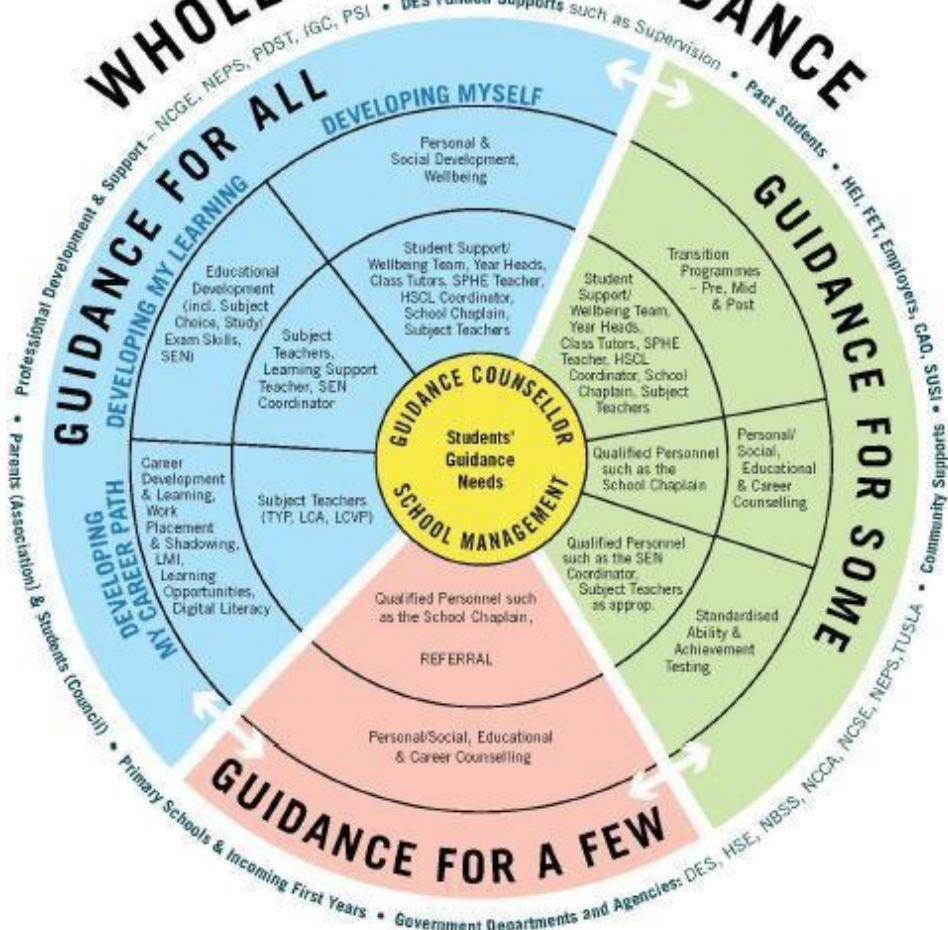 WHOLE
DANCE
Professional Development & Support – NCGE, NEPS, PDST, IGC, PSI • DES Funded Supports such as Supervision • Past Students • HEI, FET, Employers, CAO, SUSI • Community Supports
Parents (Association) & Students (Council) • Primary Schools & Incoming First Years • Government Departments and Agencies: DES, HSE, NBSS, NCCA, NCSE, NEPS, TUSLA •
GUIDANCE FOR ALL
DEVELOPING MYSELF
Personal &
Social Development,
Wellbeing
Student Support/
Wellbeing Team, Year Heads,
Class Tutors, SPHE Teacher,
HSCL Coordinator,
School Chaplain,
Subject Teachers
DEVELOPING MY LEARNING
Educational
Development
(incl. Subject
Choice, Study/
Exam Skills,
SEN)
Subject
Teachers,
Learning Support
Teacher, SEN
Coordinator
DEVELOPING
MY CAREER PATH
Career
Development
& Learning,
Work
Placement
& Shadowing,
LMI,
Learning
Opportunities,
Digital Literacy
Subject Teachers
(TYP, LCA, LCVP)
GUIDANCE COUNSELLOR
Students'
Guidance
Needs
SCHOOL MANAGEMENT
GUIDANCE FOR SOME
Transition
Programmes
– Pre, Mid
& Post
Student
Support/
Wellbeing Team,
Year Heads,
Class Tutors, SPHE
Teacher, HSCL
Coordinator, School
Chaplain, Subject
Teachers
Qualified Personnel
such as the
School Chaplain
Personal/
Social,
Educational
& Career
Counselling
Qualified Personnel
such as the SEN
Coordinator,
Subject Teachers
as approp.
Standardised
Ability &
Achievement
Testing
Qualified Personnel such
as the School Chaplain,
REFERRAL
Personal/Social, Educational
& Career Counselling
GUIDANCE FOR A FEW